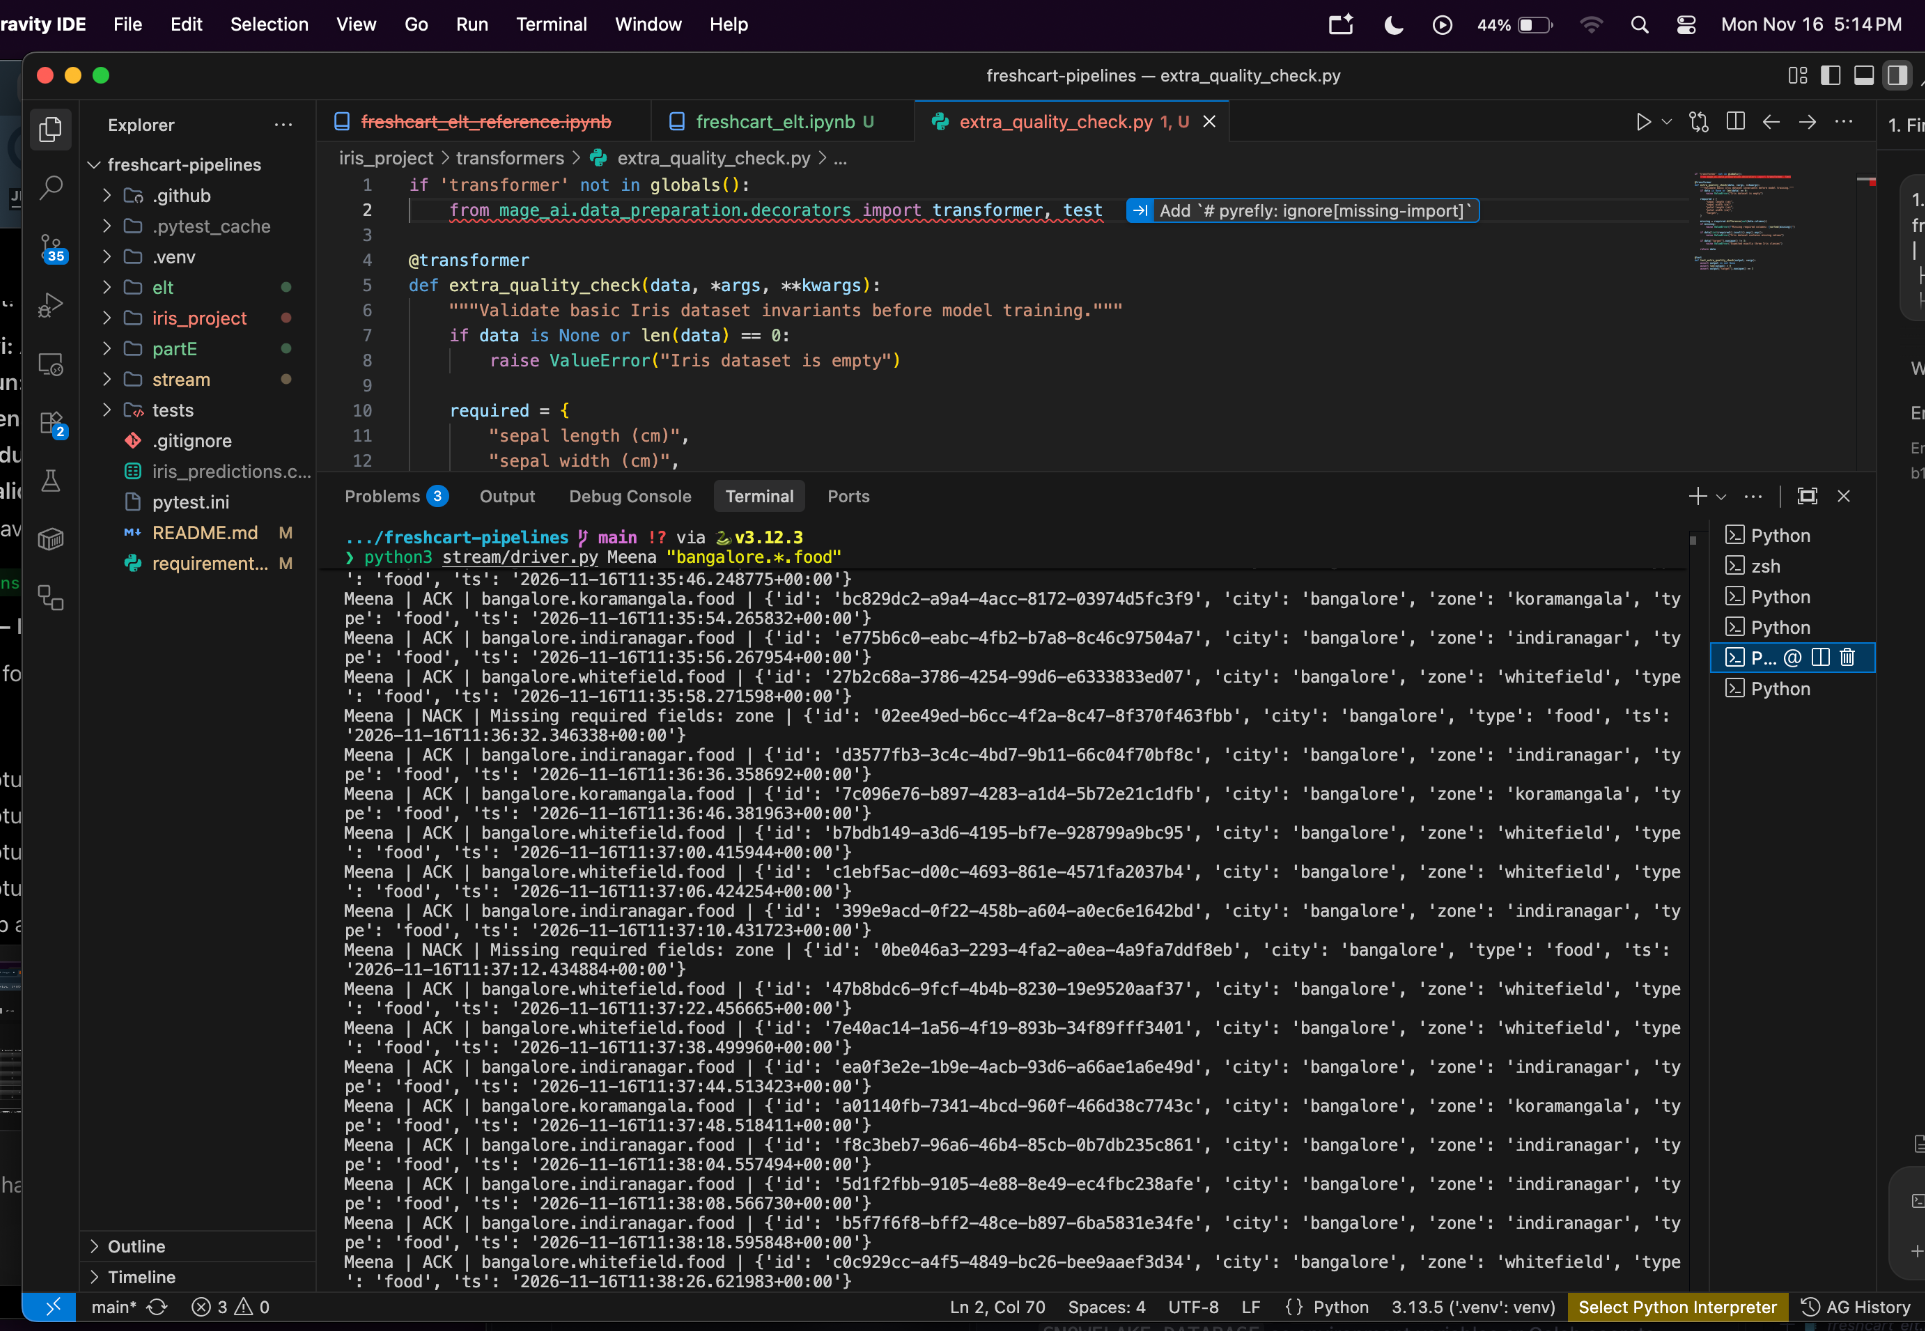 ravity IDE File Edit Selection View Go Run Terminal Window Help 44% Mon Nov 16 5:14 PM
freshcart-pipelines — extra_quality_check.py
Explorer ...
freshcart_elt_reference.ipynb
freshcart_elt.ipynb U
extra_quality_check.py 1, U
iris_project > transformers > extra_quality_check.py > ...
freshcart-pipelines
.github
.pytest_cache
.venv
elt
iris_project
partE
stream
tests
.gitignore
iris_predictions.c...
pytest.ini
README.md M
requirement... M
35
2
Outline
Timeline
1 if 'transformer' not in globals():
2 from mage_ai.data_preparation.decorators import transformer, test
Add `# pyrefly: ignore[missing-import]`
3
4 @transformer
5 def extra_quality_check(data, *args, **kwargs):
6 """Validate basic Iris dataset invariants before model training."""
7 if data is None or len(data) == 0:
8 raise ValueError("Iris dataset is empty")
9
10 required = {
11 "sepal length (cm)",
12 "sepal width (cm)",
Problems 3 Output Debug Console Terminal Ports
.../freshcart-pipelines main !? via v3.12.3
❯ python3 stream/driver.py Meena "bangalore.*.food"
': 'food', 'ts': '2026-11-16T11:35:46.248775+00:00'}
Meena | ACK | bangalore.koramangala.food | {'id': 'bc829dc2-a9a4-4acc-8172-03974d5fc3f9', 'city': 'bangalore', 'zone': 'koramangala', 'ty
pe': 'food', 'ts': '2026-11-16T11:35:54.265832+00:00'}
Meena | ACK | bangalore.indiranagar.food | {'id': 'e775b6c0-eabc-4fb2-b7a8-8c46c97504a7', 'city': 'bangalore', 'zone': 'indiranagar', 'ty
pe': 'food', 'ts': '2026-11-16T11:35:56.267954+00:00'}
Meena | ACK | bangalore.whitefield.food | {'id': '27b2c68a-3786-4254-99d6-e6333833ed07', 'city': 'bangalore', 'zone': 'whitefield', 'type
': 'food', 'ts': '2026-11-16T11:35:58.271598+00:00'}
Meena | NACK | Missing required fields: zone | {'id': '02ee49ed-b6cc-4f2a-8c47-8f370f463fbb', 'city': 'bangalore', 'type': 'food', 'ts':
'2026-11-16T11:36:32.346338+00:00'}
Meena | ACK | bangalore.indiranagar.food | {'id': 'd3577fb3-3c4c-4bd7-9b11-66c04f70bf8c', 'city': 'bangalore', 'zone': 'indiranagar', 'ty
pe': 'food', 'ts': '2026-11-16T11:36:36.358692+00:00'}
Meena | ACK | bangalore.koramangala.food | {'id': '7c096e76-b897-4283-a1d4-5b72e21c1dfb', 'city': 'bangalore', 'zone': 'koramangala', 'ty
pe': 'food', 'ts': '2026-11-16T11:36:46.381963+00:00'}
Meena | ACK | bangalore.whitefield.food | {'id': 'b7bdb149-a3d6-4195-bf7e-928799a9bc95', 'city': 'bangalore', 'zone': 'whitefield', 'type
': 'food', 'ts': '2026-11-16T11:37:00.415944+00:00'}
Meena | ACK | bangalore.whitefield.food | {'id': 'c1ebf5ac-d00c-4693-861e-4571fa2037b4', 'city': 'bangalore', 'zone': 'whitefield', 'type
': 'food', 'ts': '2026-11-16T11:37:06.424254+00:00'}
Meena | ACK | bangalore.indiranagar.food | {'id': '399e9acd-0f22-458b-a604-a0ec6e1642bd', 'city': 'bangalore', 'zone': 'indiranagar', 'ty
pe': 'food', 'ts': '2026-11-16T11:37:10.431723+00:00'}
Meena | NACK | Missing required fields: zone | {'id': '0be046a3-2293-4fa2-a0ea-4a9fa7ddf8eb', 'city': 'bangalore', 'type': 'food', 'ts':
'2026-11-16T11:37:12.434884+00:00'}
Meena | ACK | bangalore.whitefield.food | {'id': '47b8bdc6-9fcf-4b4b-8230-19e9520aaf37', 'city': 'bangalore', 'zone': 'whitefield', 'type
': 'food', 'ts': '2026-11-16T11:37:22.456665+00:00'}
Meena | ACK | bangalore.whitefield.food | {'id': '7e40ac14-1a56-4f19-893b-34f89fff3401', 'city': 'bangalore', 'zone': 'whitefield', 'type
': 'food', 'ts': '2026-11-16T11:37:38.499960+00:00'}
Meena | ACK | bangalore.indiranagar.food | {'id': 'ea0f3e2e-1b9e-4acb-93d6-a66ae1a6e49d', 'city': 'bangalore', 'zone': 'indiranagar', 'ty
pe': 'food', 'ts': '2026-11-16T11:37:44.513423+00:00'}
Meena | ACK | bangalore.koramangala.food | {'id': 'a01140fb-7341-4bcd-960f-466d38c7743c', 'city': 'bangalore', 'zone': 'koramangala', 'ty
pe': 'food', 'ts': '2026-11-16T11:37:48.518411+00:00'}
Meena | ACK | bangalore.indiranagar.food | {'id': 'f8c3beb7-96a6-46b4-85cb-0b7db235c861', 'city': 'bangalore', 'zone': 'indiranagar', 'ty
pe': 'food', 'ts': '2026-11-16T11:38:04.557494+00:00'}
Meena | ACK | bangalore.indiranagar.food | {'id': '5d1f2fbb-9105-4e88-8e49-ec4fbc238afe', 'city': 'bangalore', 'zone': 'indiranagar', 'ty
pe': 'food', 'ts': '2026-11-16T11:38:08.566730+00:00'}
Meena | ACK | bangalore.indiranagar.food | {'id': 'b5f7f6f8-bff2-48ce-b897-6ba5831e34fe', 'city': 'bangalore', 'zone': 'indiranagar', 'ty
pe': 'food', 'ts': '2026-11-16T11:38:18.595848+00:00'}
Meena | ACK | bangalore.whitefield.food | {'id': 'c0c929cc-a4f5-4849-bc26-bee9aaef3d34', 'city': 'bangalore', 'zone': 'whitefield', 'type
': 'food', 'ts': '2026-11-16T11:38:26.621983+00:00'}
Python
zsh
Python
Python
P... @
Python
main* 3 0 Ln 2, Col 70 Spaces: 4 UTF-8 LF {} Python 3.13.5 ('.venv': venv) Select Python Interpreter AG History